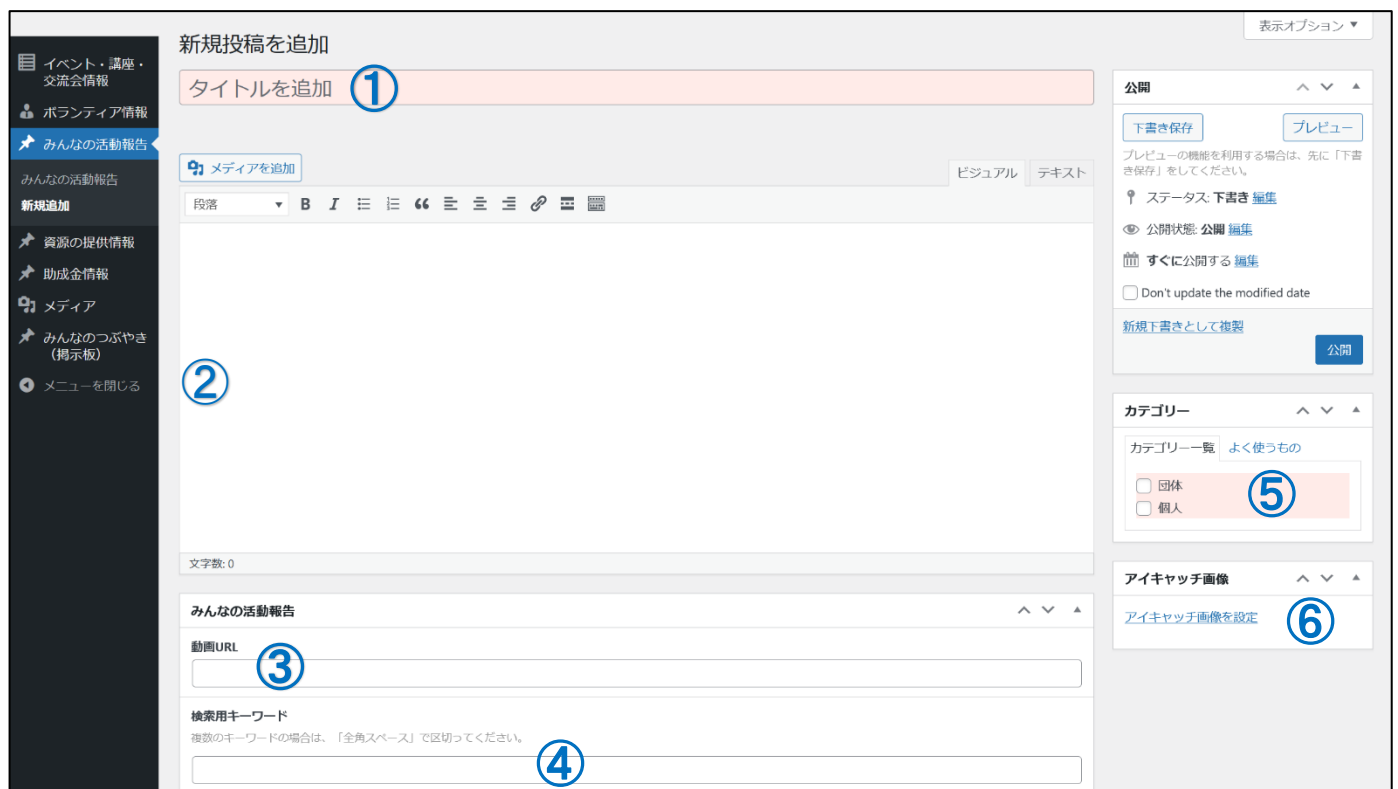 表示オプション ▼
イベント・講座・
交流会情報
ボランティア情報
みんなの活動報告
みんなの活動報告
新規追加
資源の提供情報
助成金情報
メディア
みんなのつぶやき
（掲示板）
メニューを閉じる
新規投稿を追加
タイトルを追加 ①
メディアを追加
ビジュアル テキスト
段落 ▼ B I
②
文字数: 0
みんなの活動報告
動画URL
③
検索用キーワード
複数のキーワードの場合は、「全角スペース」で区切ってください。
④
公開
下書き保存 プレビュー
プレビューの機能を利用する場合は、先に「下書
き保存」をしてください。
ステータス: 下書き 編集
公開状態: 公開 編集
すぐに公開する 編集
Don't update the modified date
新規下書きとして複製
公開
カテゴリー
カテゴリー一覧 よく使うもの
団体
個人
⑤
アイキャッチ画像
アイキャッチ画像を設定 ⑥